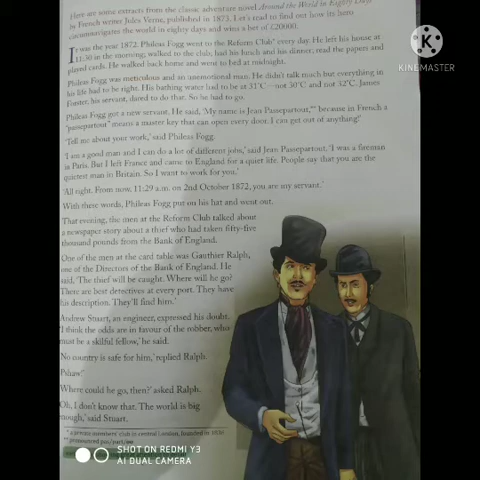 Here are some extracts from the classic adventure novel Around the World in Eighty Days
by French writer Jules Verne, published in 1873. Let's read to find out how its hero
circumnavigates the world in eighty days and wins a bet of £20000.
It was the year 1872. Phileas Fogg went to the Reform Club* every day. He left his house at
11:30 in the morning, walked to the club, had his lunch and his dinner, read the papers and
played cards. He walked back home and went to bed at midnight.
Phileas Fogg was meticulous and an unemotional man. He didn't talk much but everything in
his life had to be right. His bathing water had to be at 31°C—not 30°C and not 32°C. James
Forster, his servant, dared to do that. So he had to go.
Phileas Fogg got a new servant. He said, 'My name is Jean Passepartout,** because in French a
"passepartout" means a master key that can open every door. I can get out of anything!'
'Tell me about your work,' said Phileas Fogg.
'I am a good man and I can do a lot of different jobs,' said Jean Passepartout. 'I was a fireman
in Paris. But I left France and came to England for a quiet life. People say that you are the
quietest man in Britain. So I want to work for you.'
'All right. From now, 11:29 a.m. on 2nd October 1872, you are my servant.'
With these words, Phileas Fogg put on his hat and went out.
That evening, the men at the Reform Club talked about
a newspaper story about a thief who had taken fifty-five
thousand pounds from the Bank of England.
One of the men at the card table was Gauthier Ralph,
one of the Directors of the Bank of England. He
said, 'The thief will be caught. Where will he go?
There are best detectives at every port. They have
his description. They'll find him.'
Andrew Stuart, an engineer, expressed his doubt.
'I think the odds are in favour of the robber, who
must be a skilful fellow,' he said.
'No country is safe for him,' replied Ralph.
'Pshaw!'
'Where could he go, then?' asked Ralph.
'Oh, I don't know that. The world is big
enough,' said Stuart.
* a private members' club in central London, founded in 1836
** pronounced
SHOT ON REDMI Y3
AI DUAL CAMERA
K
KINEMASTER